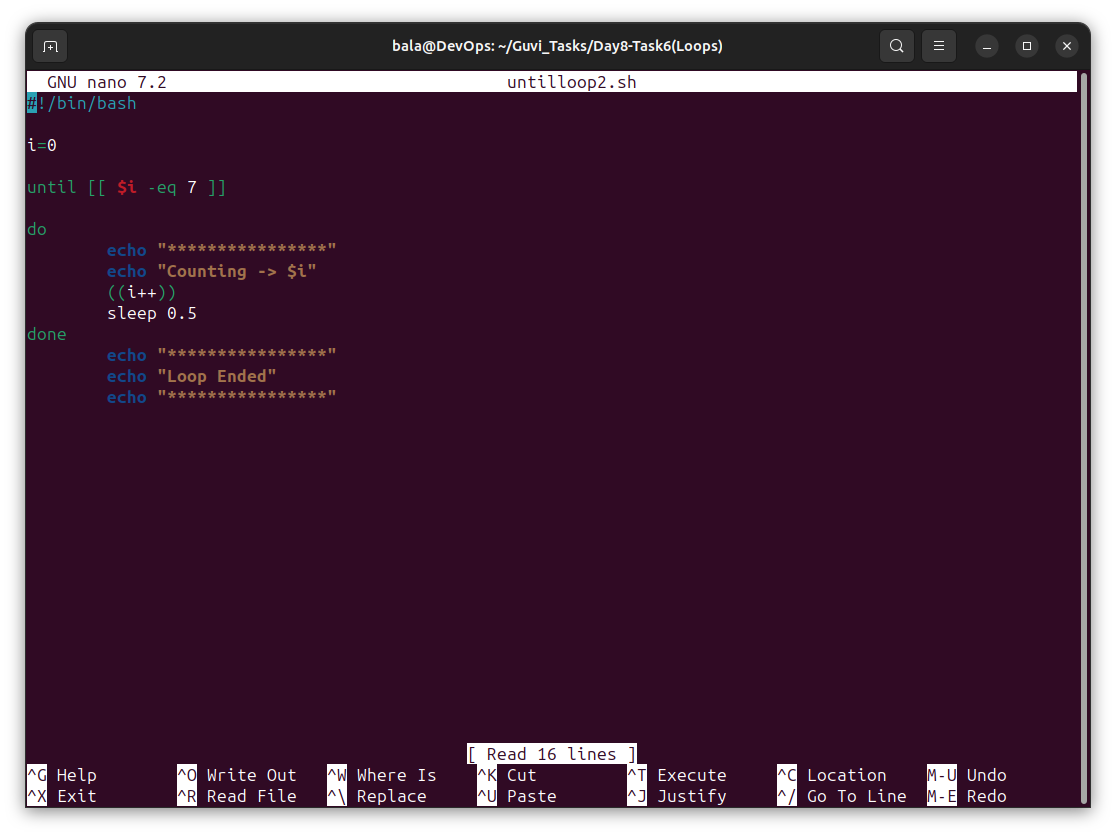 bala@DevOps: ~/Guvi_Tasks/Day8-Task6(Loops)
GNU nano 7.2 untilloop2.sh
#!/bin/bash
i=0
until [[ $i -eq 7 ]]
do
echo "****************"
echo "Counting -> $i"
((i++))
sleep 0.5
done
echo "****************"
echo "Loop Ended"
echo "****************"
[ Read 16 lines ]
^G Help ^O Write Out ^W Where Is ^K Cut ^T Execute ^C Location M-U Undo
^X Exit ^R Read File ^\ Replace ^U Paste ^J Justify ^/ Go To Line M-E Redo